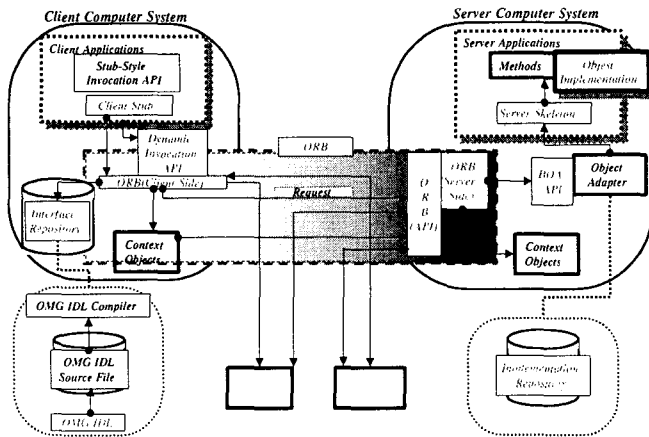 Client Computer System
Client Applications
Stub-Style
Invocation API
Client Stub
Dynamic
Invocation
API
ORB(Client Side)
Interface
Repository
Context
Objects
OMG IDL Compiler
OMG IDL
Source File
OMG IDL
ORB
Request
O
R
B
(API)
ORB
Server
Side)
Server Computer System
Server Applications
Methods
Object
Implementation
Server Skeleton
BOA
API
Object
Adapter
Context
Objects
Implementation
Repository